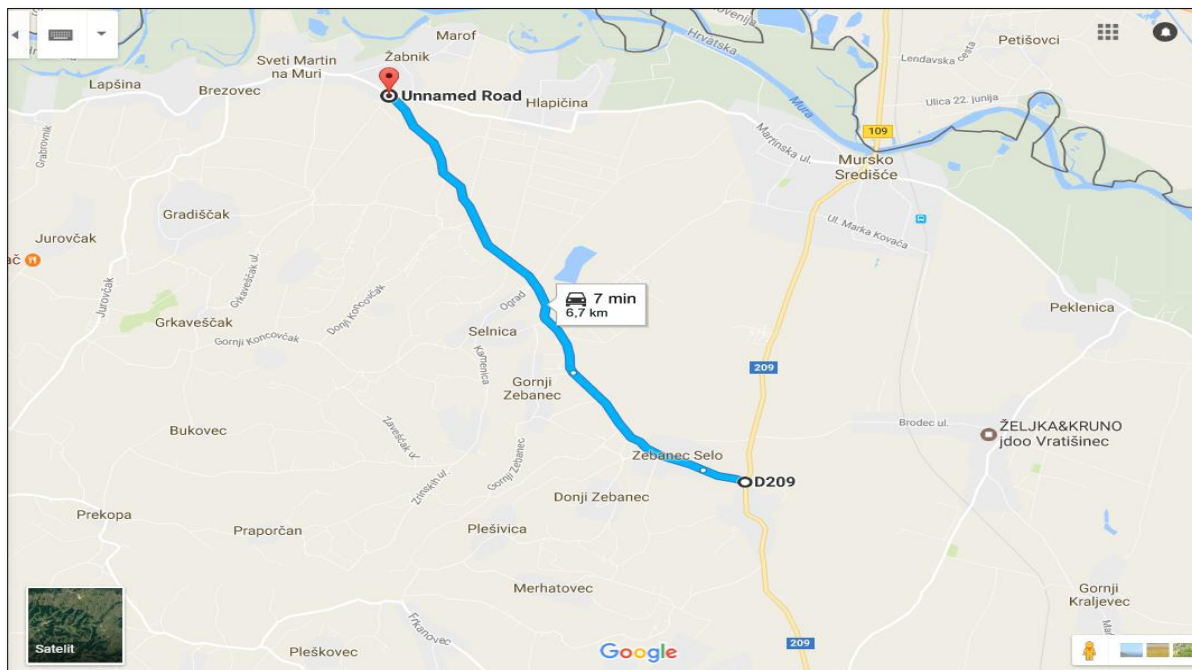 Marof
Slovenija
Hrvatska
Petišovci
Lendavska cesta
Žabnik
Sveti Martin
na Muri
Lapšina
Brezovec
Unnamed Road
Hlapičina
Ulica 22. junija
Mura
109
Martinska ul.
Mursko
Središće
Grabrovnik
Gradiščak
Ul. Marka Kovača
Jurovčak
Grkaveščak ul.
Jurovčak
Ograd
Donji Koncovčak
7 min
6,7 km
Peklenica
Grkaveščak
Gornji Koncovčak
Selnica
Kamenica
209
Gornji
Zebanec
Bukovec
Zaveščak ul.
Brodec ul.
ŽELJKA&KRUNO
jdoo Vratišinec
Zebanec Selo
Gornji Zebanec
Zrinskih ul.
D209
Donji Zebanec
Prekopa
Praporčan
Plešivica
Merhatovec
Gornji
Kraljevec
Frkanovec
Satelit
Pleškovec
Google
209